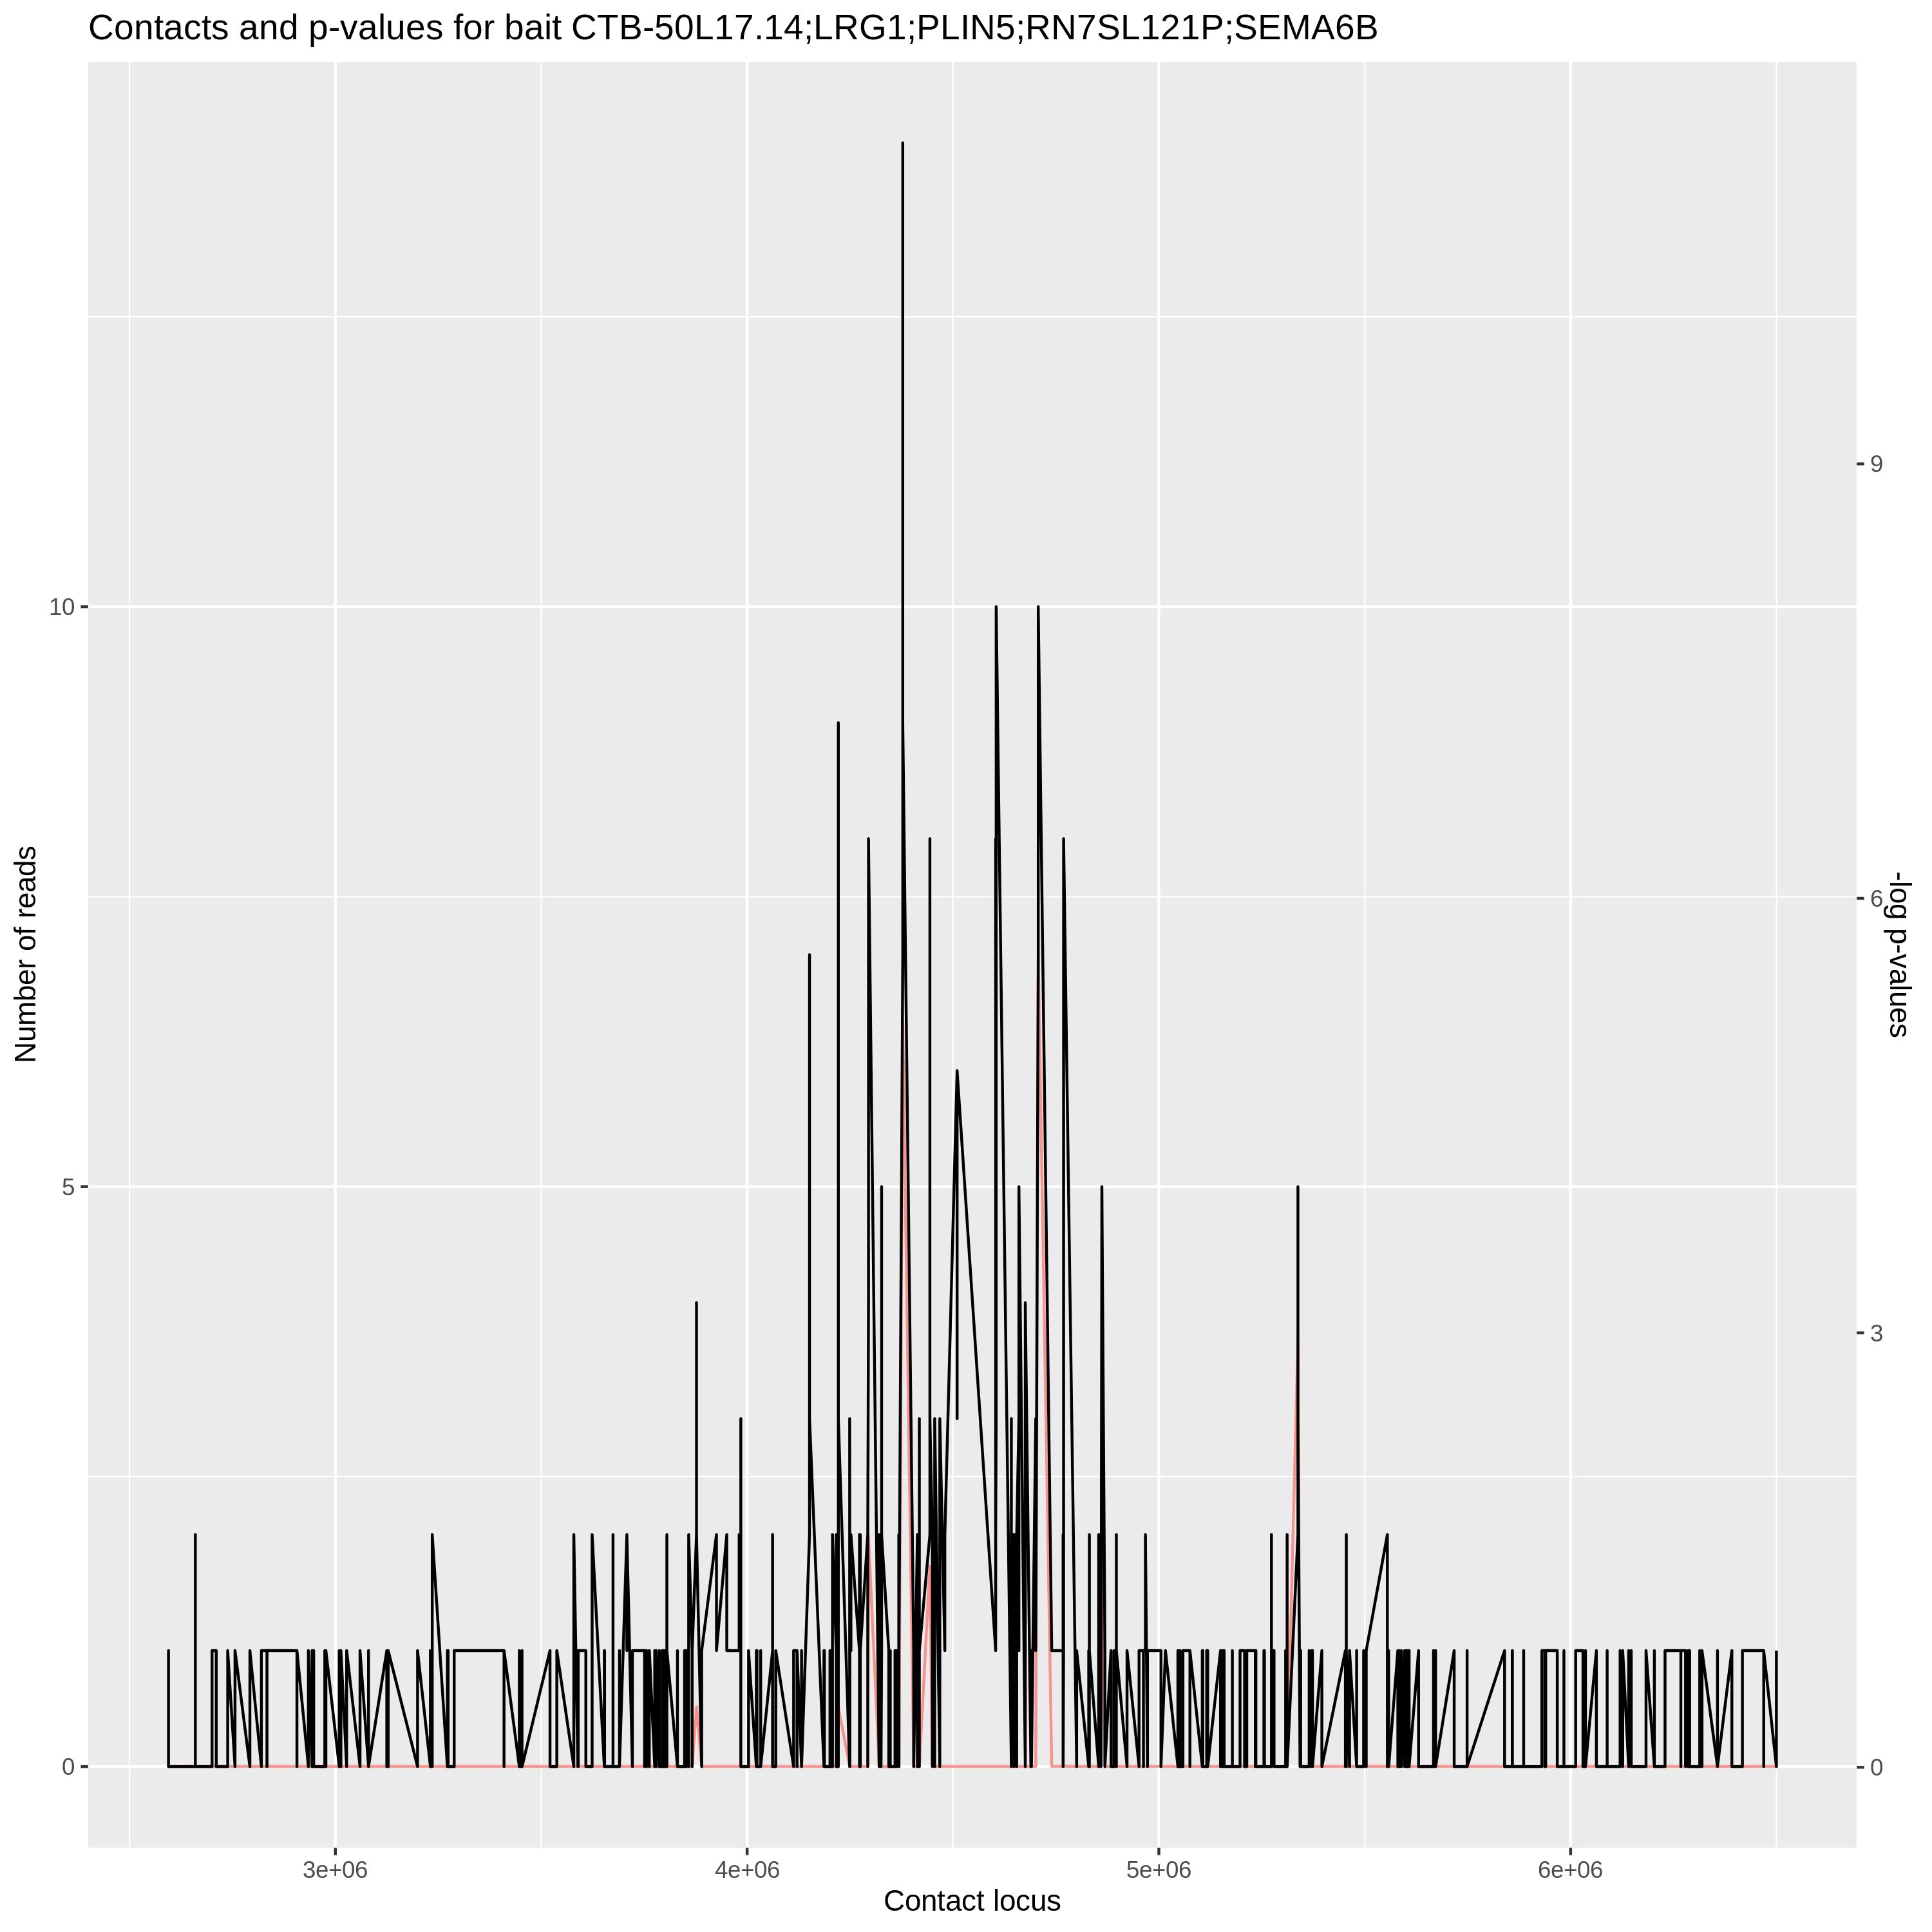 Contacts and p-values for bait CTB-50L17.14;LRG1;PLIN5;RN7SL121P;SEMA6B
Number of reads
10
5
0
9
6
3
0
-log p-values
3e+06
4e+06
5e+06
6e+06
Contact locus